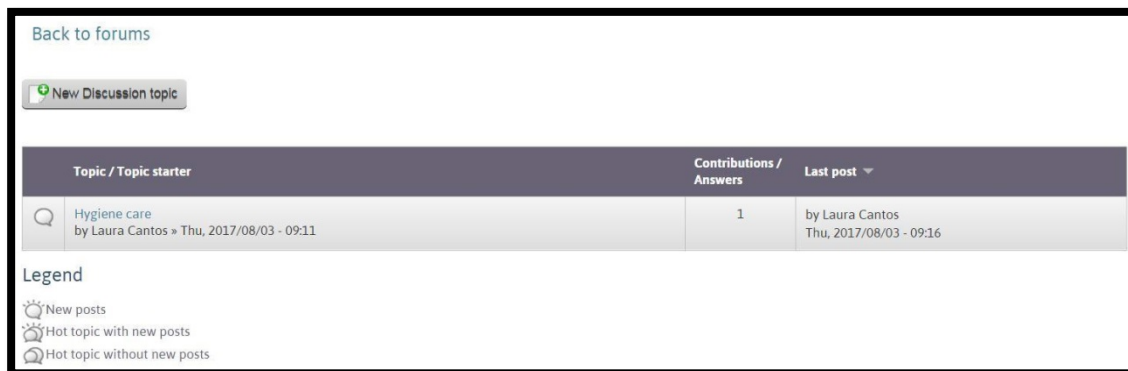 Back to forums
New Discussion topic
Topic / Topic starter
Contributions /
Answers
Last post
Hygiene care
by Laura Cantos » Thu, 2017/08/03 - 09:11
1
by Laura Cantos
Thu, 2017/08/03 - 09:16
Legend
New posts
Hot topic with new posts
Hot topic without new posts